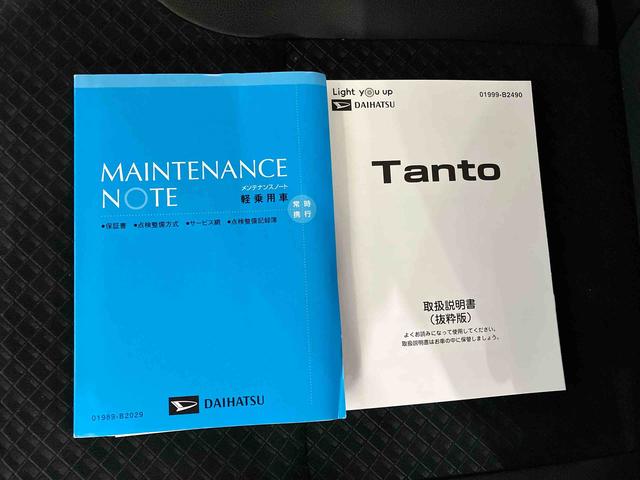 MAINTENANCE
NOTE
メンテナンスノート
軽乗用車
常時
携行
•保証書 •点検整備方式 •サービス網 •点検整備記録簿
01989-B2029
DAIHATSU
Light you up
DAIHATSU
01999-B2490
Tanto
取扱説明書
（抜粋版）
よくお読みになって使用してください。
取扱説明書はお車の中に保管しましょう。